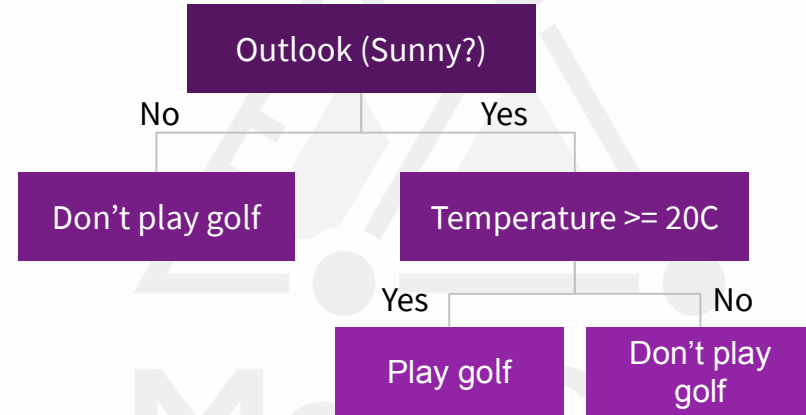 Outlook (Sunny?)
No
Yes
Don’t play golf
Temperature >= 20C
Yes
No
Play golf
Don’t play
golf